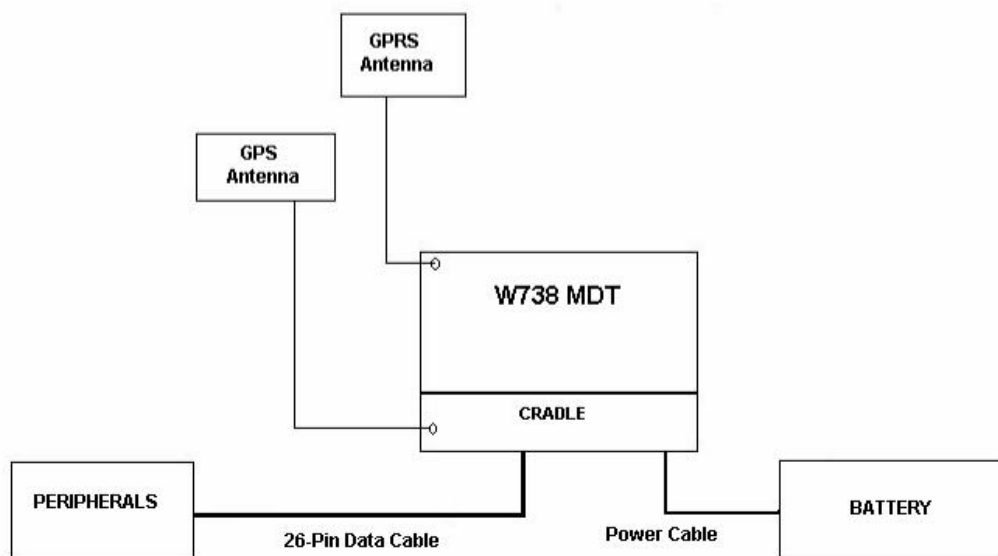 GPRS
Antenna
GPS
Antenna
W738 MDT
CRADLE
PERIPHERALS
BATTERY
26-Pin Data Cable
Power Cable